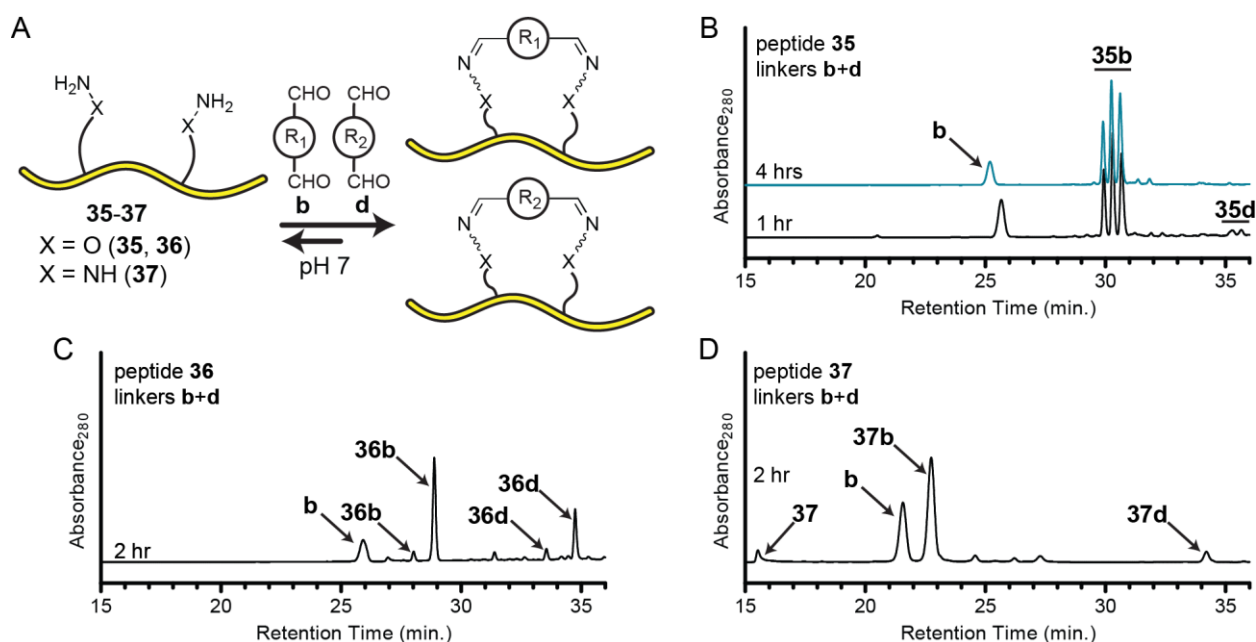 A
H₂N
X
NH₂
X
35-37
X = O (35, 36)
X = NH (37)
CHO
CHO
R₁
R₂
CHO
CHO
b
d
pH 7
R₁
N
N
X
X
R₂
N
N
X
X
B
peptide 35
linkers b+d
35b
b
4 hrs
1 hr
35d
Absorbance₂₈₀
15 20 25 30 35
Retention Time (min.)
C
peptide 36
linkers b+d
36b
b
36b
36d
36d
2 hr
Absorbance₂₈₀
15 20 25 30 35
Retention Time (min.)
D
peptide 37
linkers b+d
37b
2 hr
b
37
37d
Absorbance₂₈₀
15 20 25 30 35
Retention Time (min.)